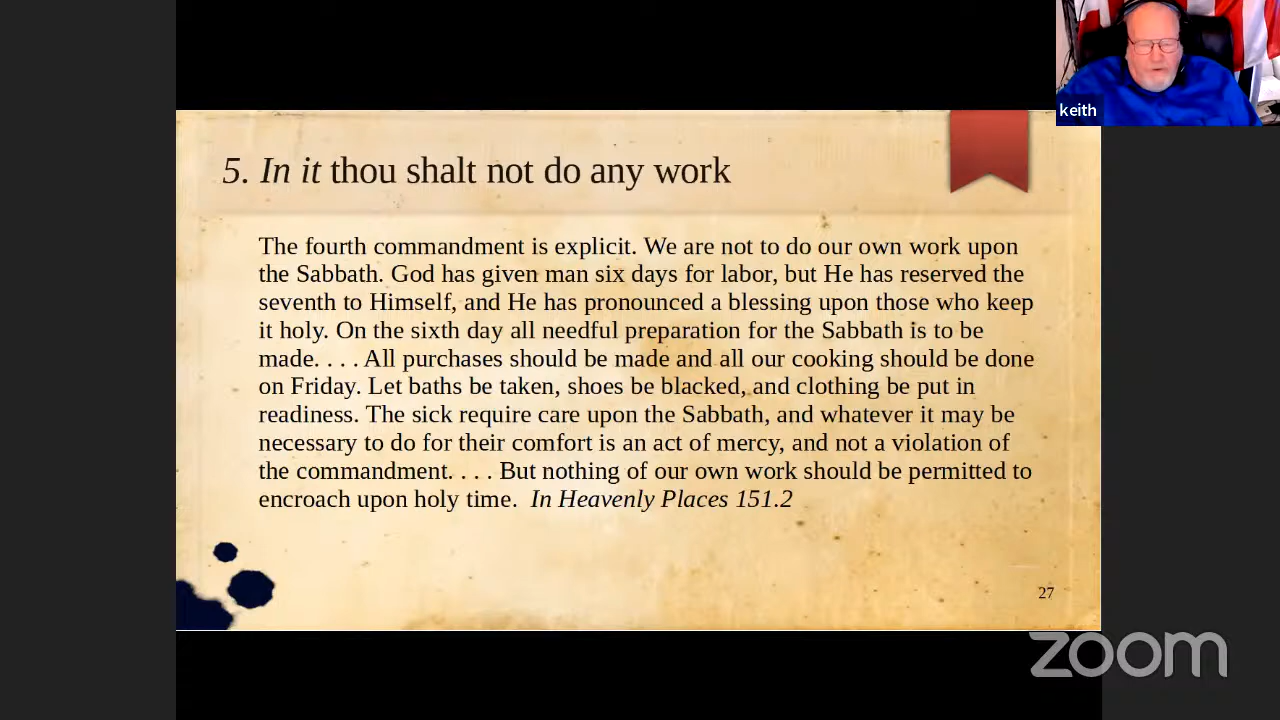 keith
5. In it thou shalt not do any work
The fourth commandment is explicit. We are not to do our own work upon
the Sabbath. God has given man six days for labor, but He has reserved the
seventh to Himself, and He has pronounced a blessing upon those who keep
it holy. On the sixth day all needful preparation for the Sabbath is to be
made. . . . All purchases should be made and all our cooking should be done
on Friday. Let baths be taken, shoes be blacked, and clothing be put in
readiness. The sick require care upon the Sabbath, and whatever it may be
necessary to do for their comfort is an act of mercy, and not a violation of
the commandment. . . . But nothing of our own work should be permitted to
encroach upon holy time. In Heavenly Places 151.2
27
zoom